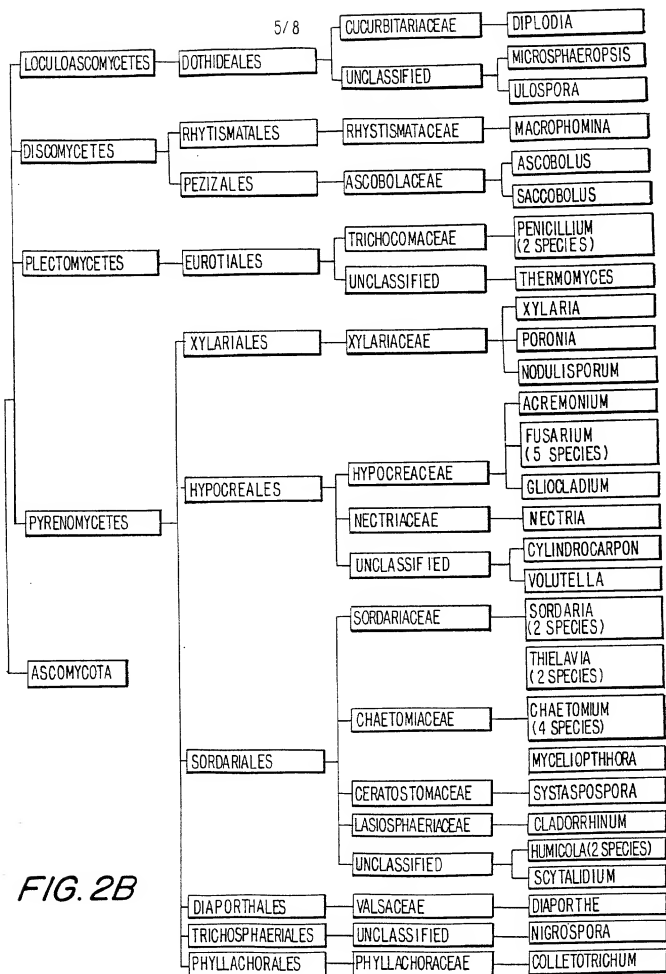 5/8
LOCULOASCOMYCETES
DOTHIDEALES
CUCURBITARIACEAE
DIPLODIA
UNCLASSIFIED
MICROSPHAEROPSIS
ULOSPORA
DISCOMYCETES
RHYTISMATALES
RHYSTISMATACEAE
MACROPHOMINA
PEZIZALES
ASCOBOLACEAE
ASCOBOLUS
SACCOBOLUS
PLECTOMYCETES
EUROTIALES
TRICHOCOMACEAE
PENICILLIUM
(2 SPECIES)
UNCLASSIFIED
THERMOMYCES
PYRENOMYCETES
XYLARIALES
XYLARIACEAE
XYLARIA
PORONIA
NODULISPORUM
HYPOCREALES
HYPOCREACEAE
ACREMONIUM
FUSARIUM
(5 SPECIES)
GLIOCLADIUM
NECTRIACEAE
NECTRIA
UNCLASSIFIED
CYLINDROCARPON
VOLUTELLA
SORDARIALES
SORDARIACEAE
SORDARIA
(2 SPECIES)
THIELAVIA
(2 SPECIES)
CHAETOMIACEAE
CHAETOMIUM
(4 SPECIES)
MYCELIOPTHHORA
CERATOSTOMACEAE
SYSTASPOSPORA
LASIOSPHAERIACEAE
CLADORRHINUM
UNCLASSIFIED
HUMICOLA (2 SPECIES)
SCYTALIDIUM
DIAPORTHALES
VALSACEAE
DIAPORTHE
TRICHOSPHAERIALES
UNCLASSIFIED
NIGROSPORA
PHYLLACHORALES
PHYLLACHORACEAE
COLLETOTRICHUM
ASCOMYCOTA
FIG. 2B